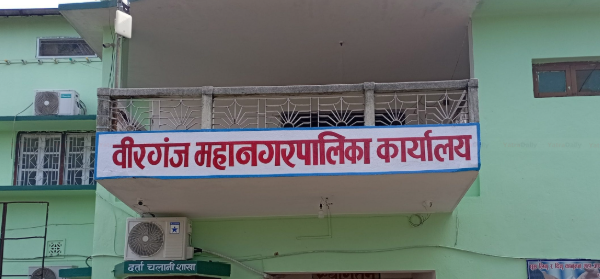 वीरगंज महानगरपालिका कार्यालय
दर्ता चलानी शाखा